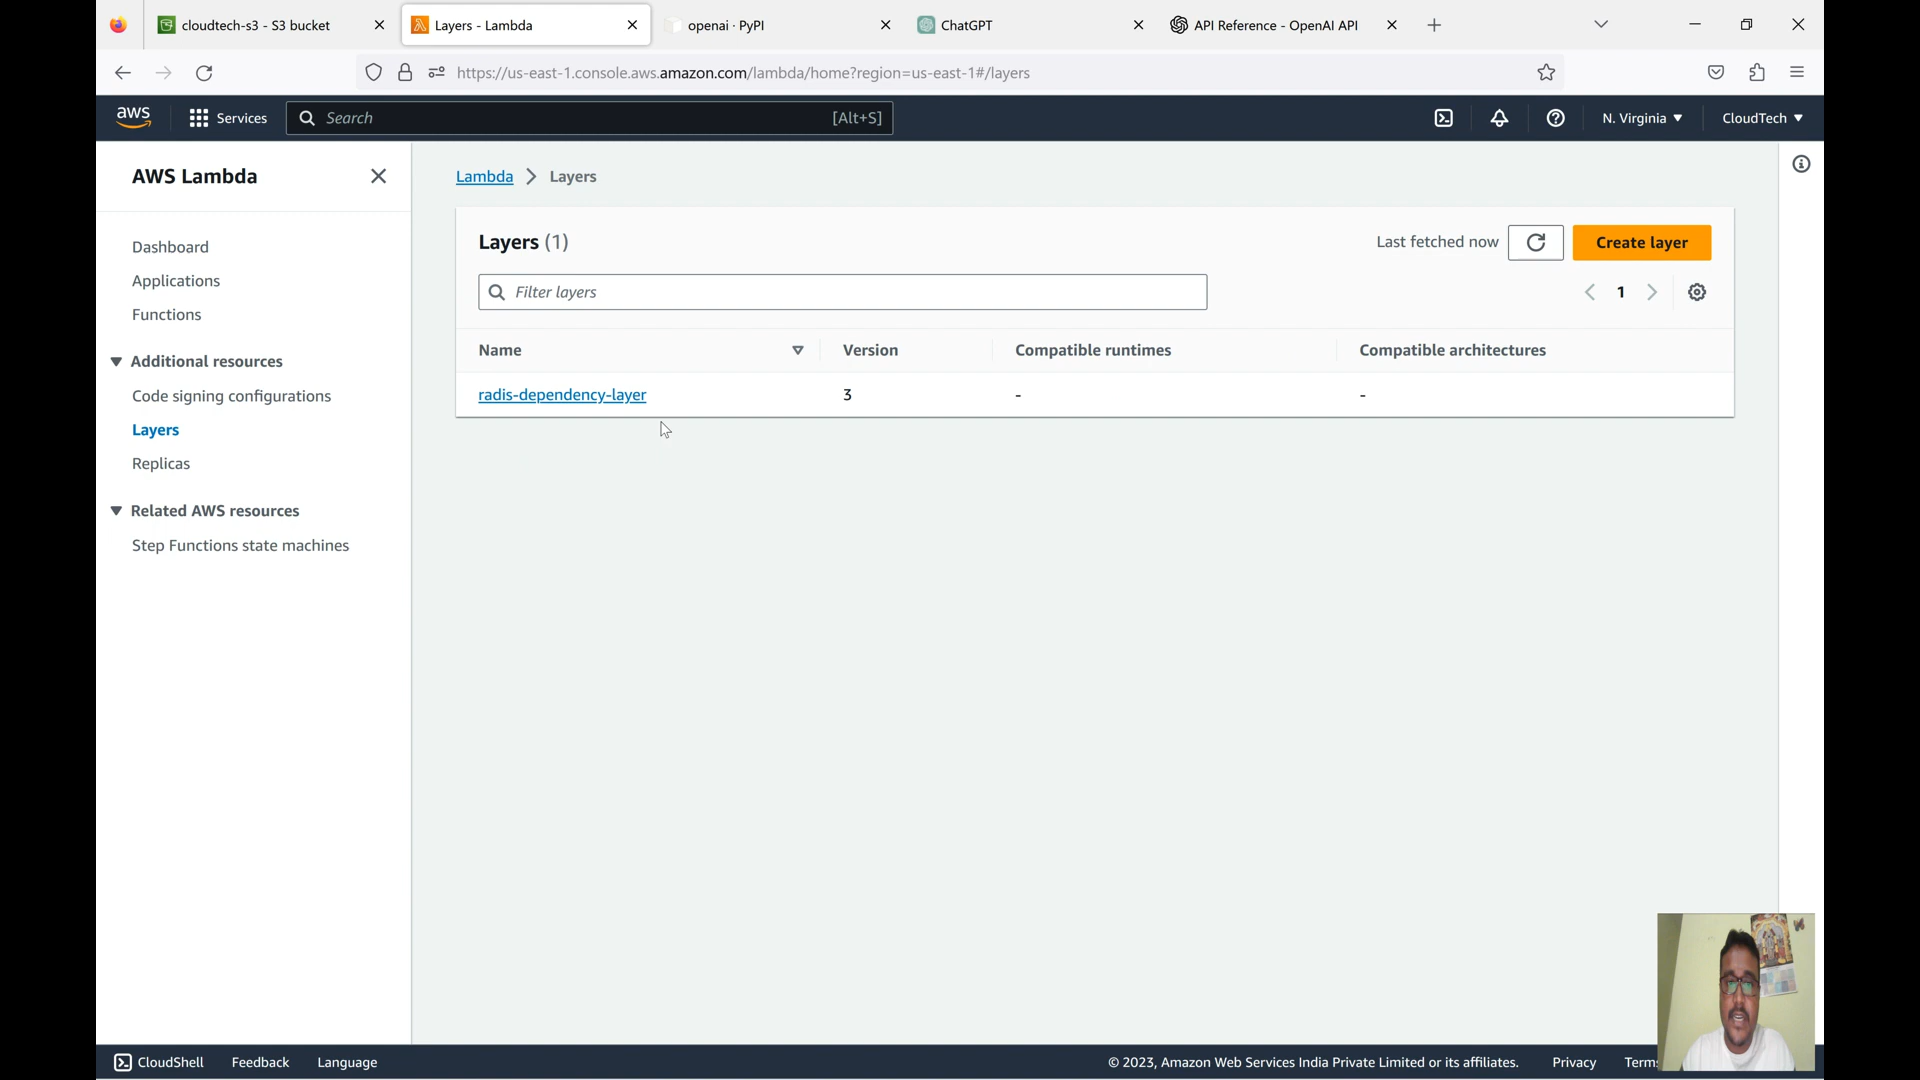 cloudtech-s3 - S3 bucket
Layers - Lambda
openai · PyPI
ChatGPT
API Reference - OpenAI API
https://us-east-1.console.aws.amazon.com/lambda/home?region=us-east-1#/layers
aws
Services
Search
[Alt+S]
N. Virginia
CloudTech
AWS Lambda
Dashboard
Applications
Functions
Additional resources
Code signing configurations
Layers
Replicas
Related AWS resources
Step Functions state machines
Lambda > Layers
Layers (1)
Last fetched now
Create layer
Filter layers
1
Name Version Compatible runtimes Compatible architectures
radis-dependency-layer 3 - -
CloudShell Feedback Language
© 2023, Amazon Web Services India Private Limited or its affiliates. Privacy Terms